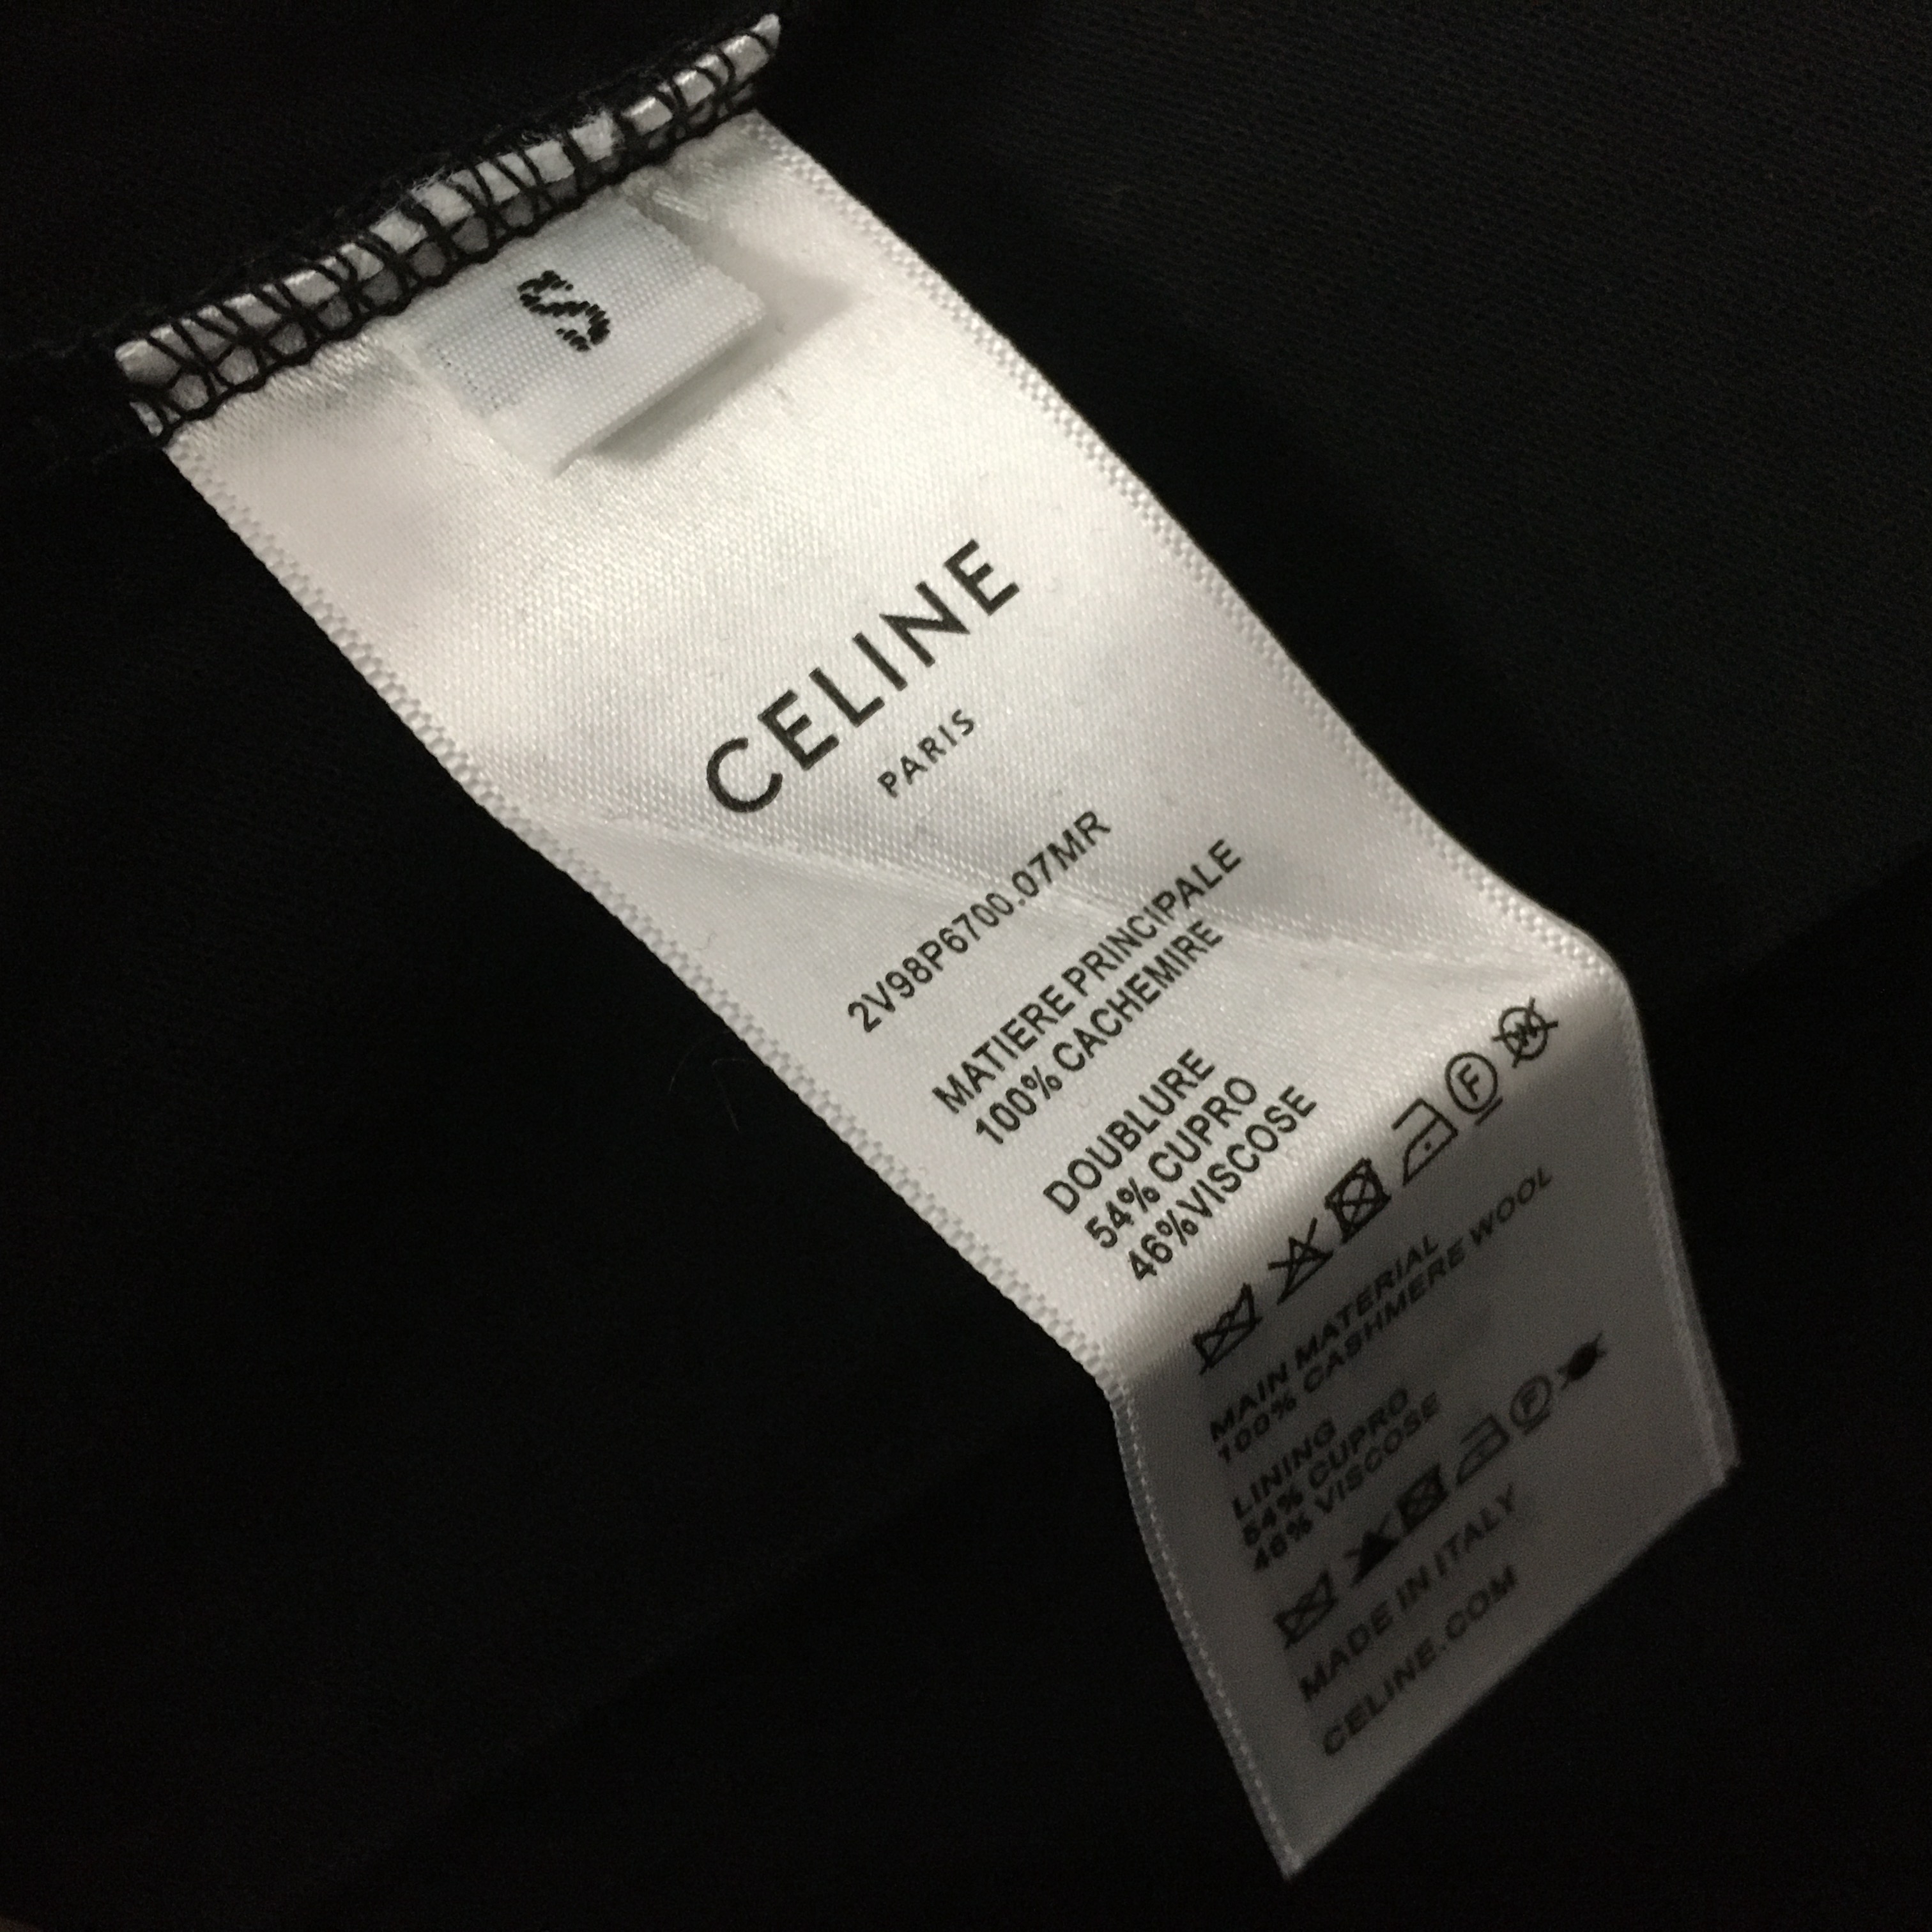 S
CELINE
PARIS
2V98P6700.07MR
MATIERE PRINCIPALE
100% CACHEMIRE
DOUBLURE
54% CUPRO
46%VISCOSE
F
W
MAIN MATERIAL
100% CASHMERE WOOL
LINING
54% CUPRO
46% VISCOSE
F
MADE IN ITALY
CELINE.COM